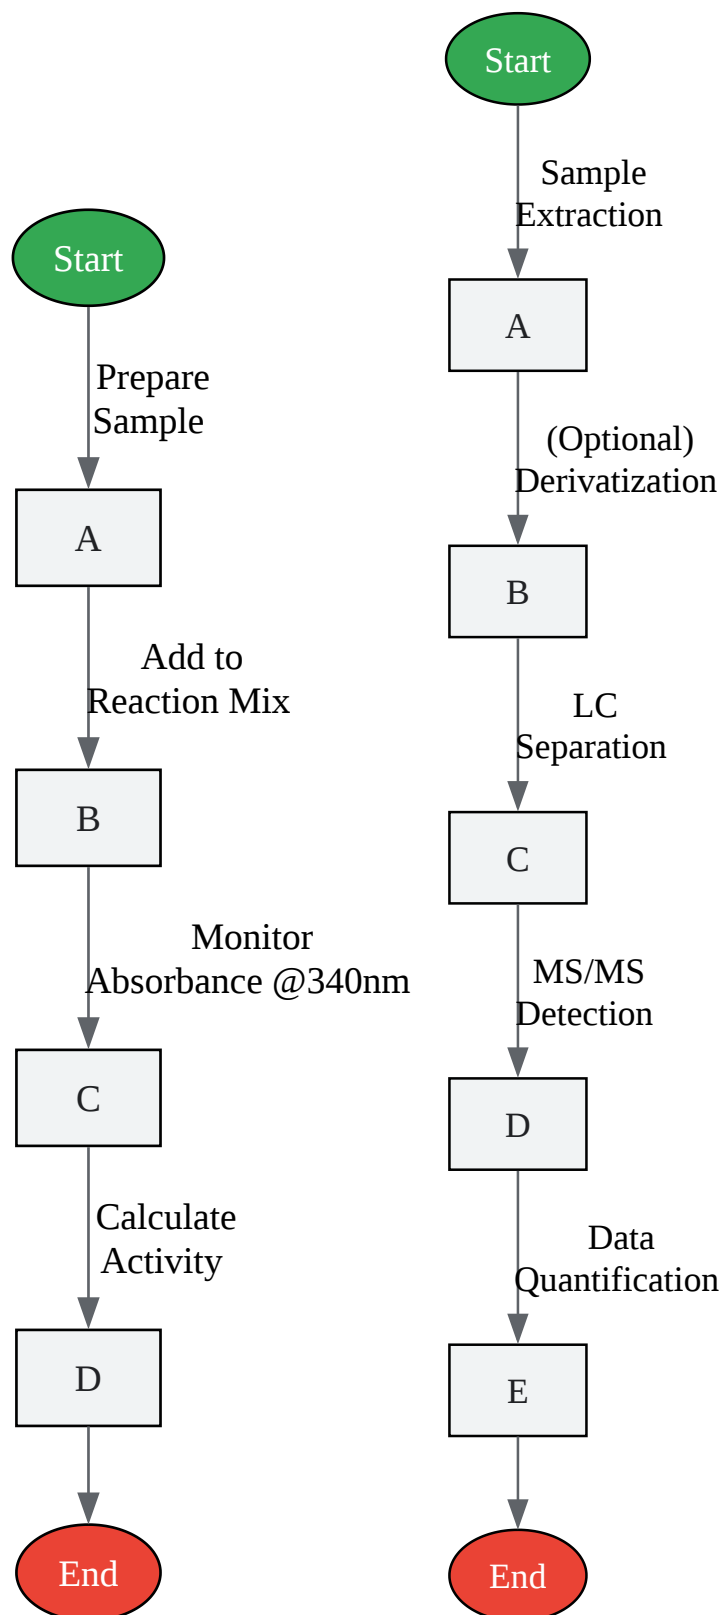 Start
Prepare
Sample
A
Add to
Reaction Mix
B
Monitor
Absorbance @340nm
C
Calculate
Activity
D
End
Start
Sample
Extraction
A
(Optional)
Derivatization
B
LC
Separation
C
MS/MS
Detection
D
Data
Quantification
E
End